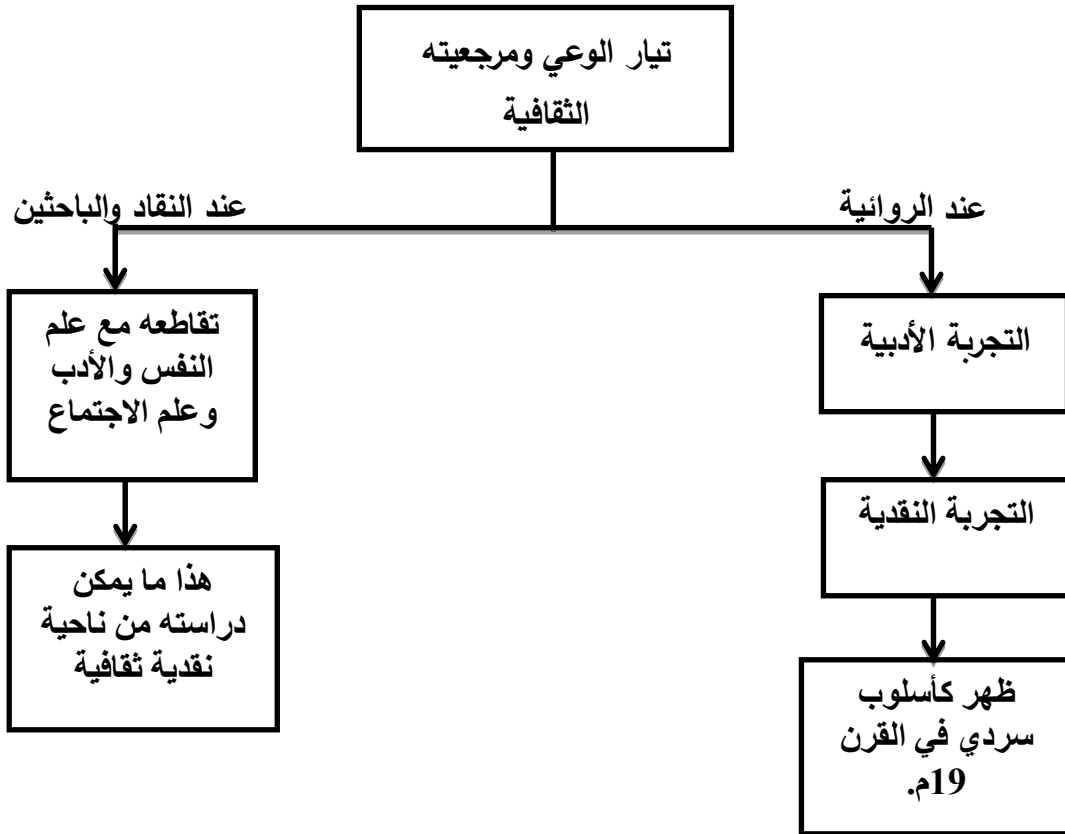 تيار الوعي ومرجعيته
الثقافية
عند الروائية
عند النقاد والباحثين
التجربة الأدبية
التجربة النقدية
ظهر كأسلوب
سردي في القرن
19م.
تقاطعه مع علم
النفس والأدب
وعلم الاجتماع
هذا ما يمكن
دراسته من ناحية
نقدية ثقافية